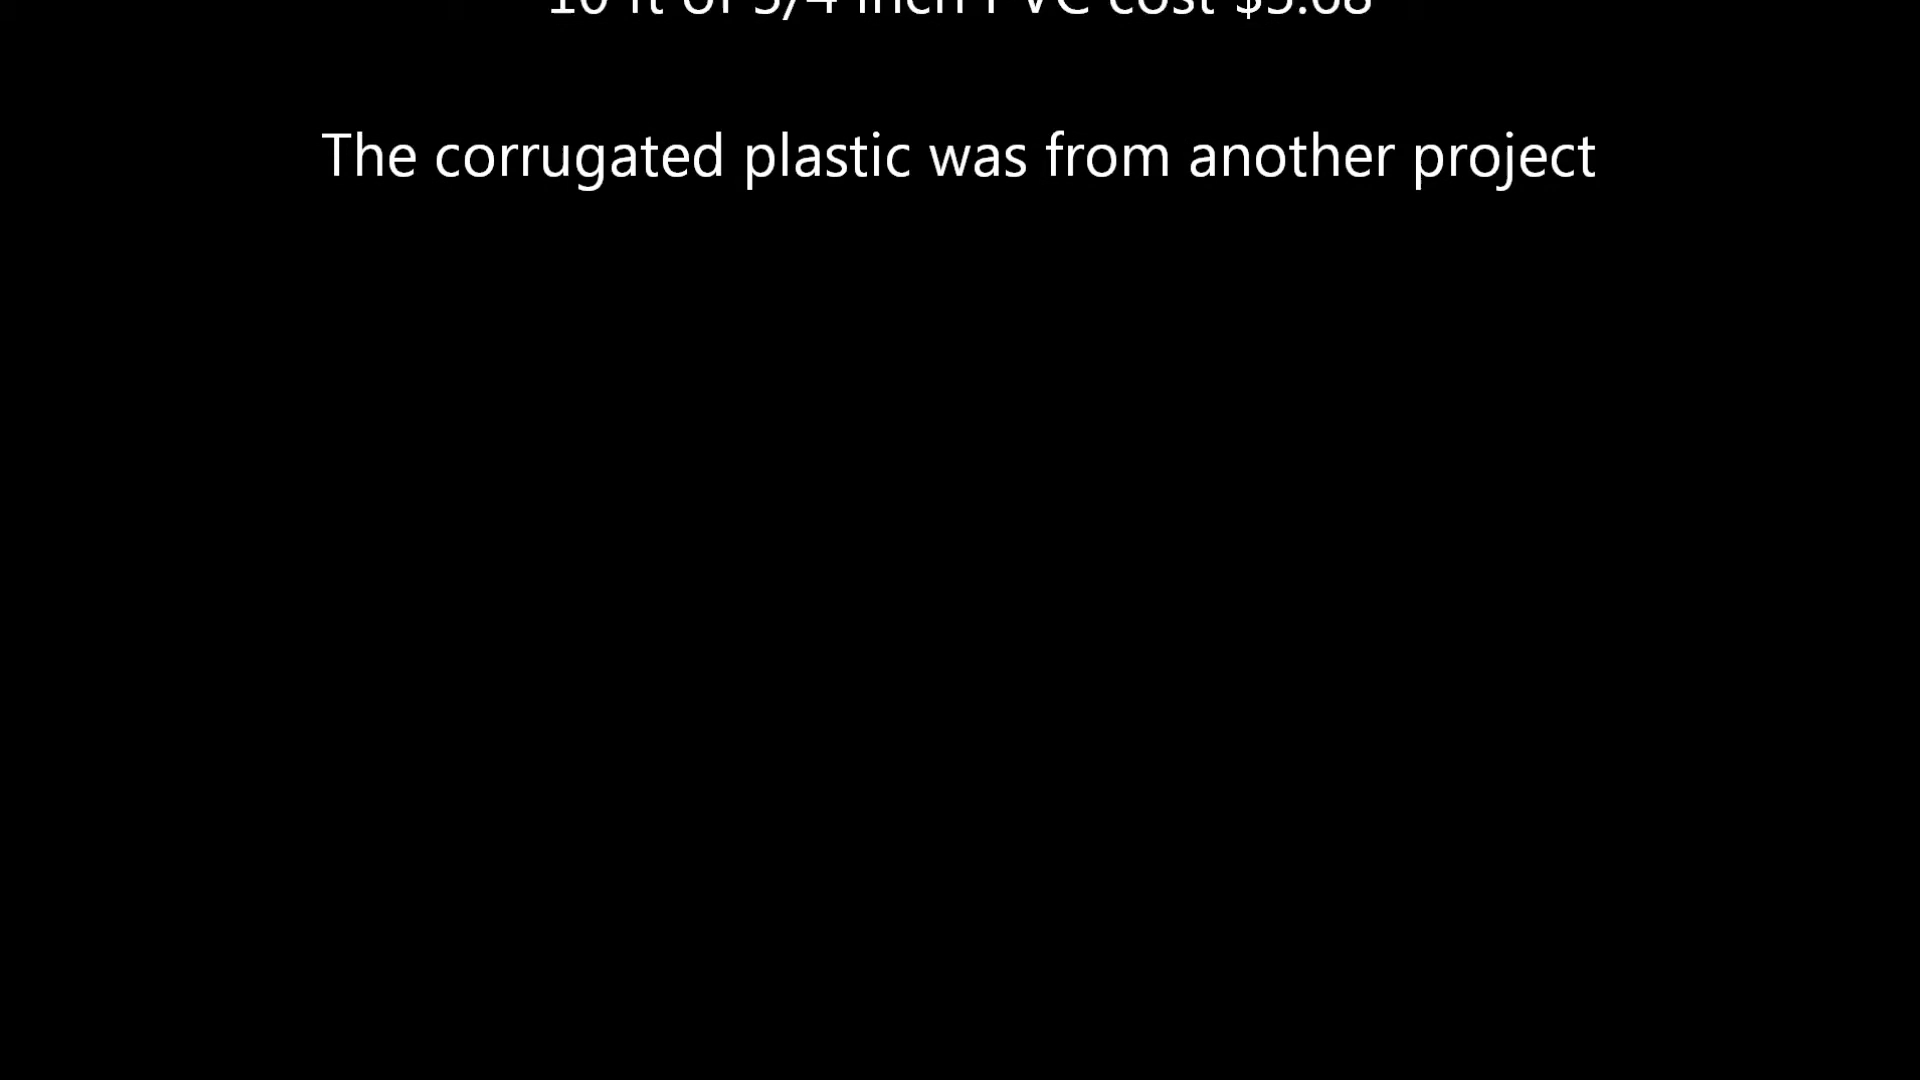 10 ft of 3/4 inch PVC cost
The corrugated plastic was from another project